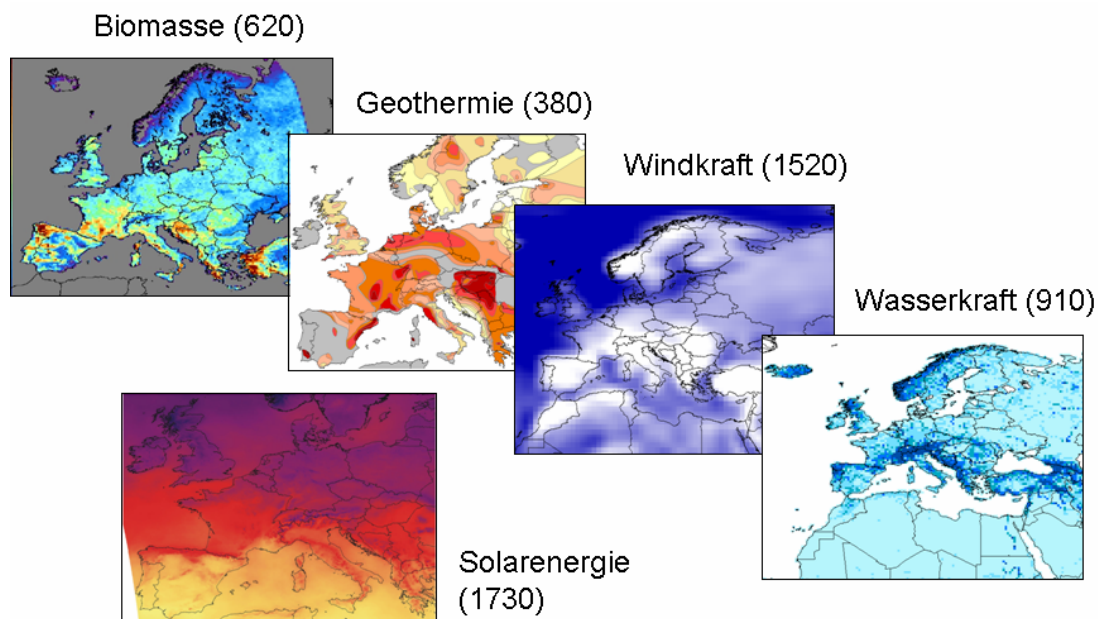 Biomasse (620)
Geothermie (380)
Windkraft (1520)
Wasserkraft (910)
Solarenergie
(1730)